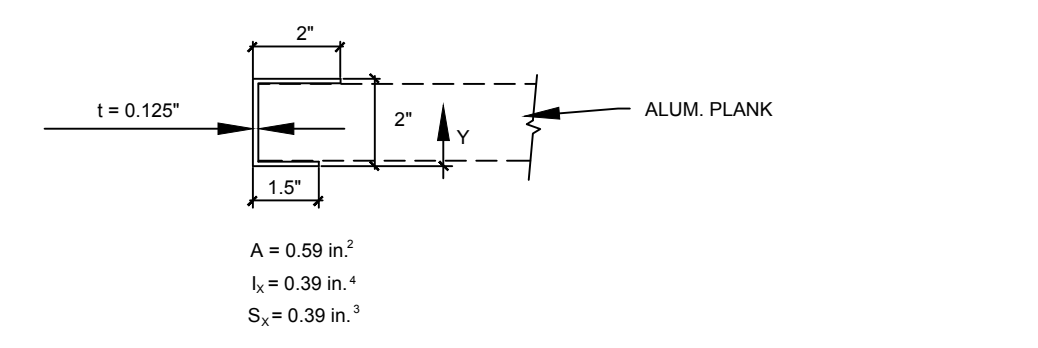 2"
t = 0.125"
ALUM. PLANK
2"
Y
1.5"
A = 0.59 in.²
Iₓ = 0.39 in.⁴
Sₓ = 0.39 in.³